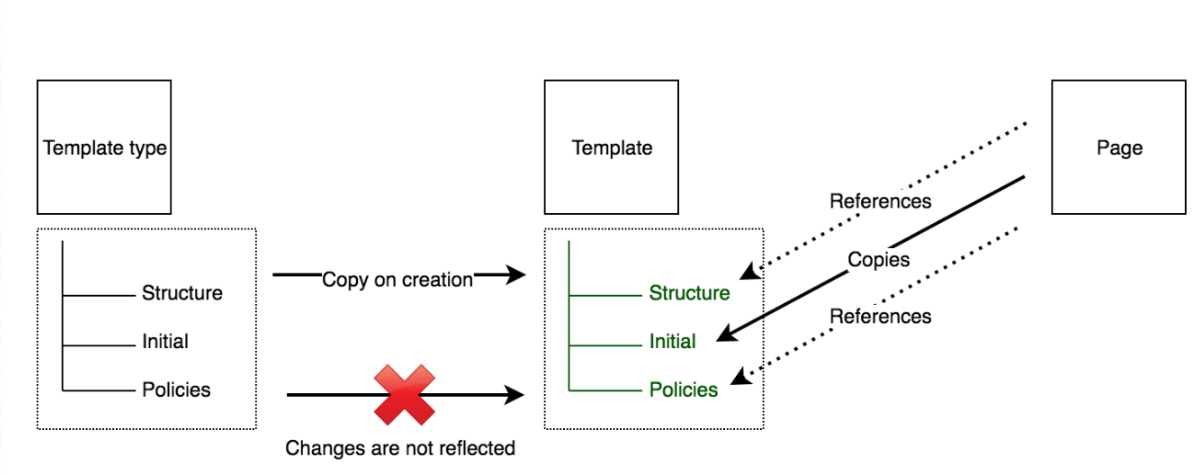 Template type
Template
Page
References
Copies
References
Copy on creation
Structure
Initial
Policies
Structure
Initial
Policies
Changes are not reflected